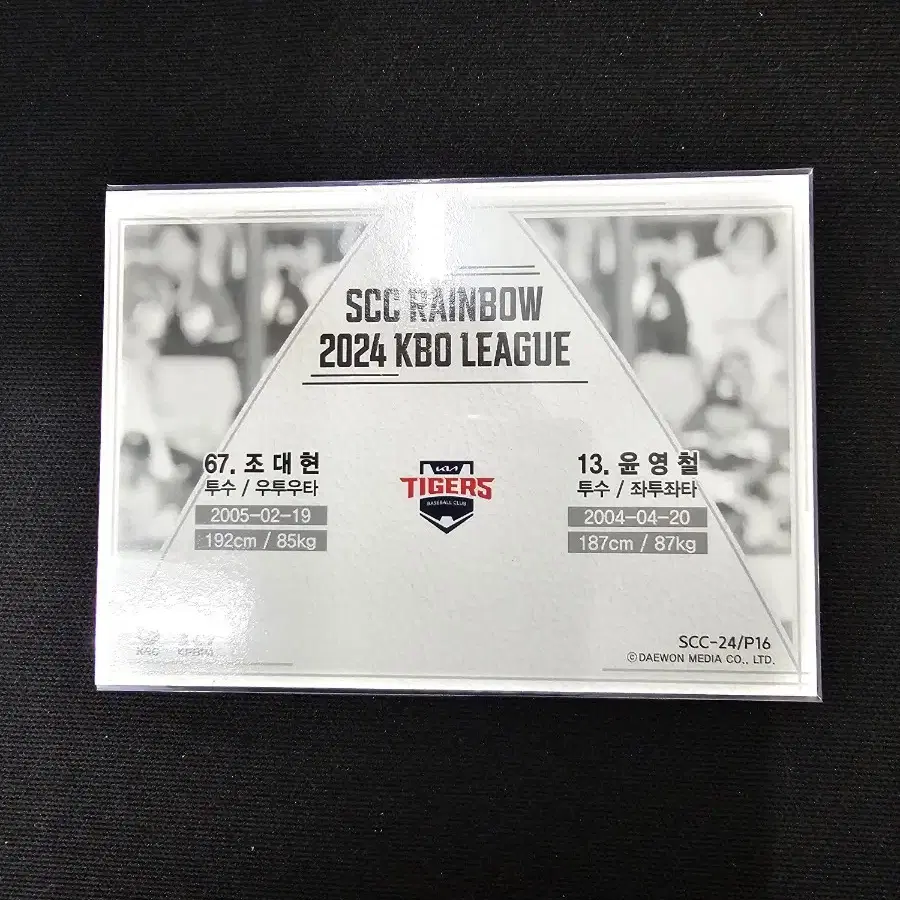 SCC RAINBOW
2024 KBO LEAGUE
67. 조대현
투수 / 우투우타
2005-02-19
192cm / 85kg
KIA
TIGERS
BASEBALL CLUB
13. 윤영철
투수 / 좌투좌타
2004-04-20
187cm / 87kg
SCC-24/P16
©DAEWON MEDIA CO., LTD.